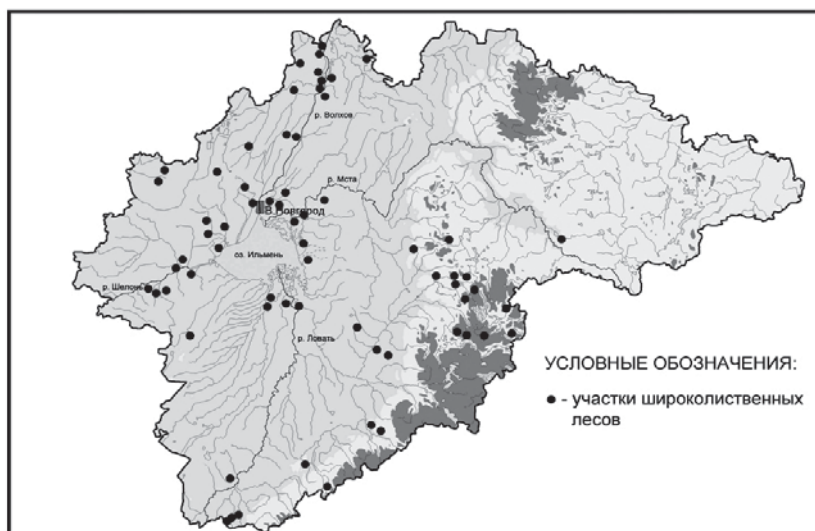 р. Волхов
р. Мста
В.Новгород
оз. Ильмень
р. Шелонь
р. Ловать
УСЛОВНЫЕ ОБОЗНАЧЕНИЯ:
● - участки широколиственных
лесов